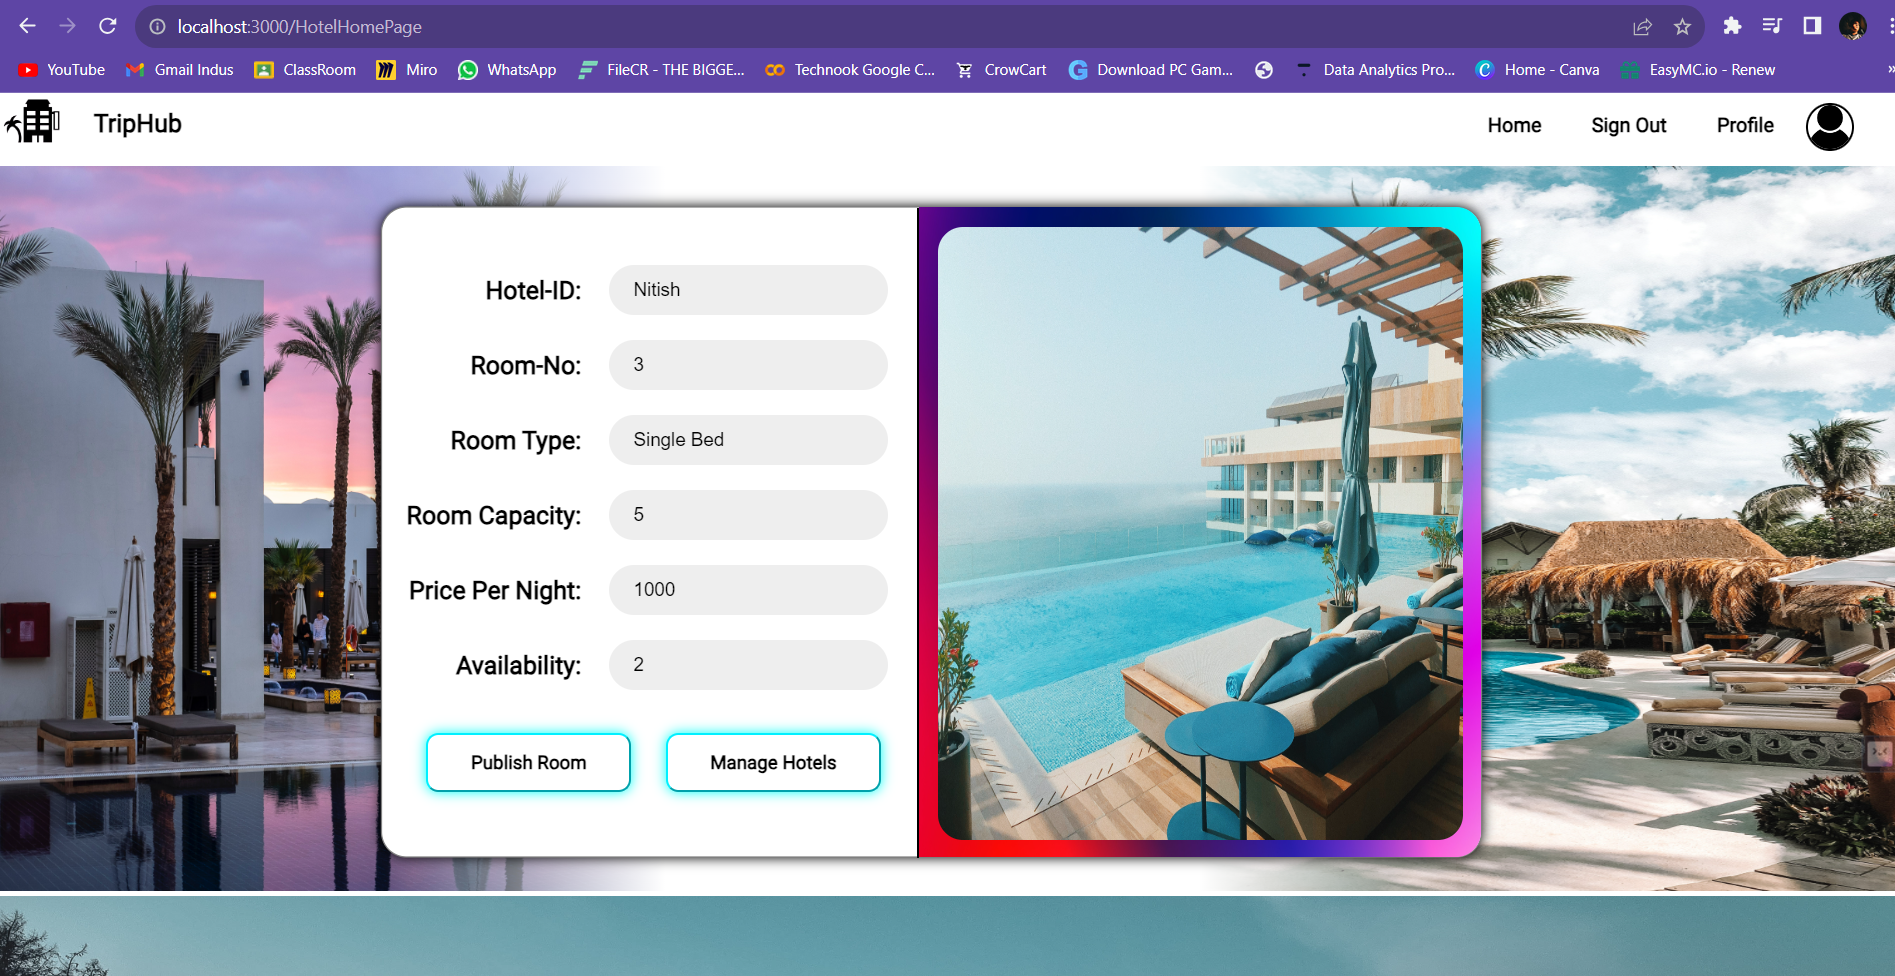 localhost:3000/HotelHomePage
YouTube Gmail Indus ClassRoom Miro WhatsApp FileCR - THE BIGGE... Technook Google C... CrowCart Download PC Gam... Data Analytics Pro... Home - Canva EasyMC.io - Renew »
TripHub Home Sign Out Profile
Hotel-ID: Nitish
Room-No: 3
Room Type: Single Bed
Room Capacity: 5
Price Per Night: 1000
Availability: 2
Publish Room Manage Hotels